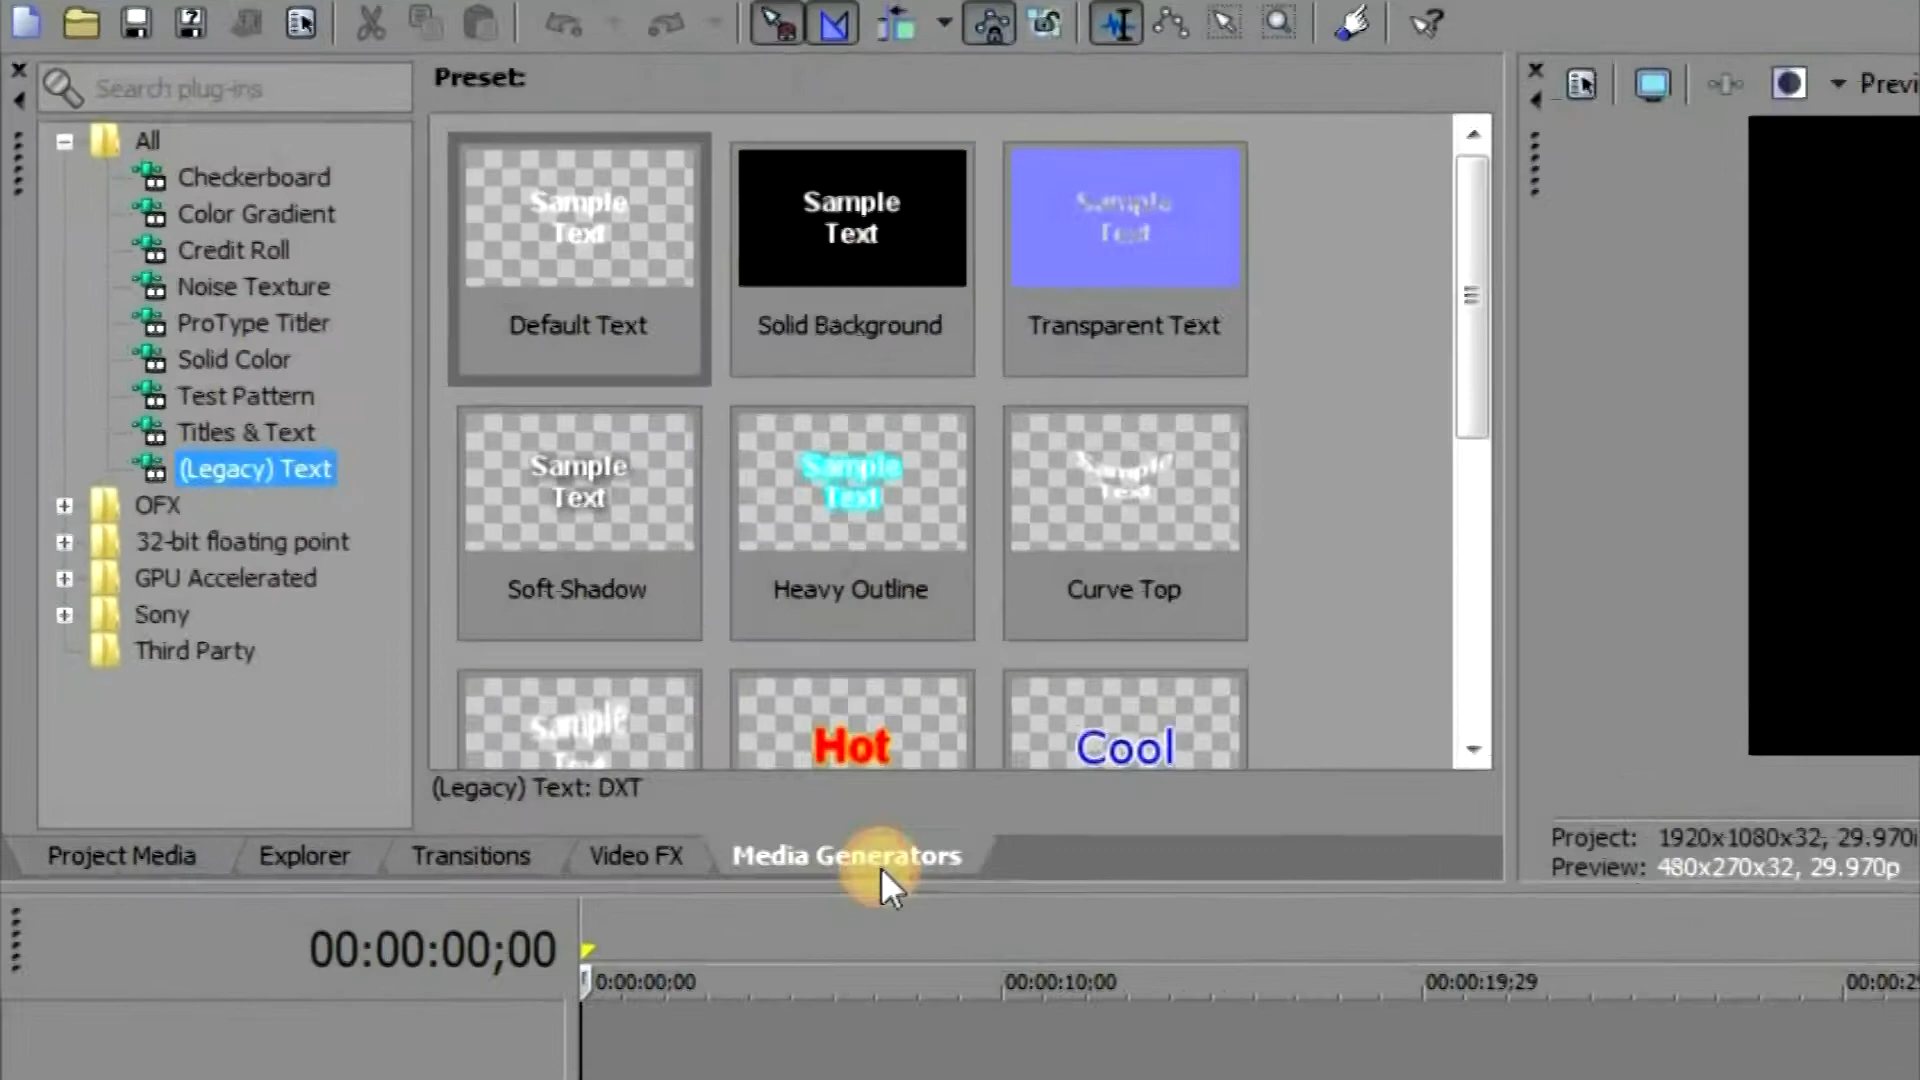 Search plug-ins
Preset:
Previ
All
Checkerboard
Color Gradient
Credit Roll
Noise Texture
ProType Titler
Solid Color
Test Pattern
Titles & Text
(Legacy) Text
OFX
32-bit floating point
GPU Accelerated
Sony
Third Party
Sample
Text
Default Text
Sample
Text
Solid Background
Sample
Text
Transparent Text
Sample
Text
Soft Shadow
Sample
Text
Heavy Outline
Sample
Text
Curve Top
Sample
Hot
Cool
(Legacy) Text: DXT
Project Media
Explorer
Transitions
Video FX
Media Generators
Project: 1920x1080x32, 29.970i
Preview: 480x270x32, 29.970p
00:00:00;00
0:00:00;00
00:00:10;00
00:00:19;29
00:00:29